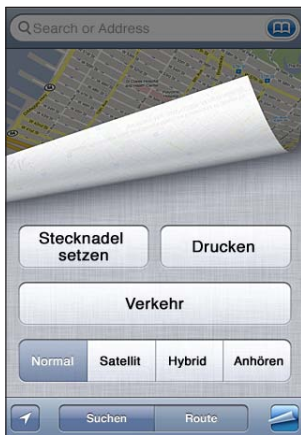 Search or Address
Stecknadel
setzen
Drucken
Verkehr
Normal Satellit Hybrid Anhören
Suchen Route